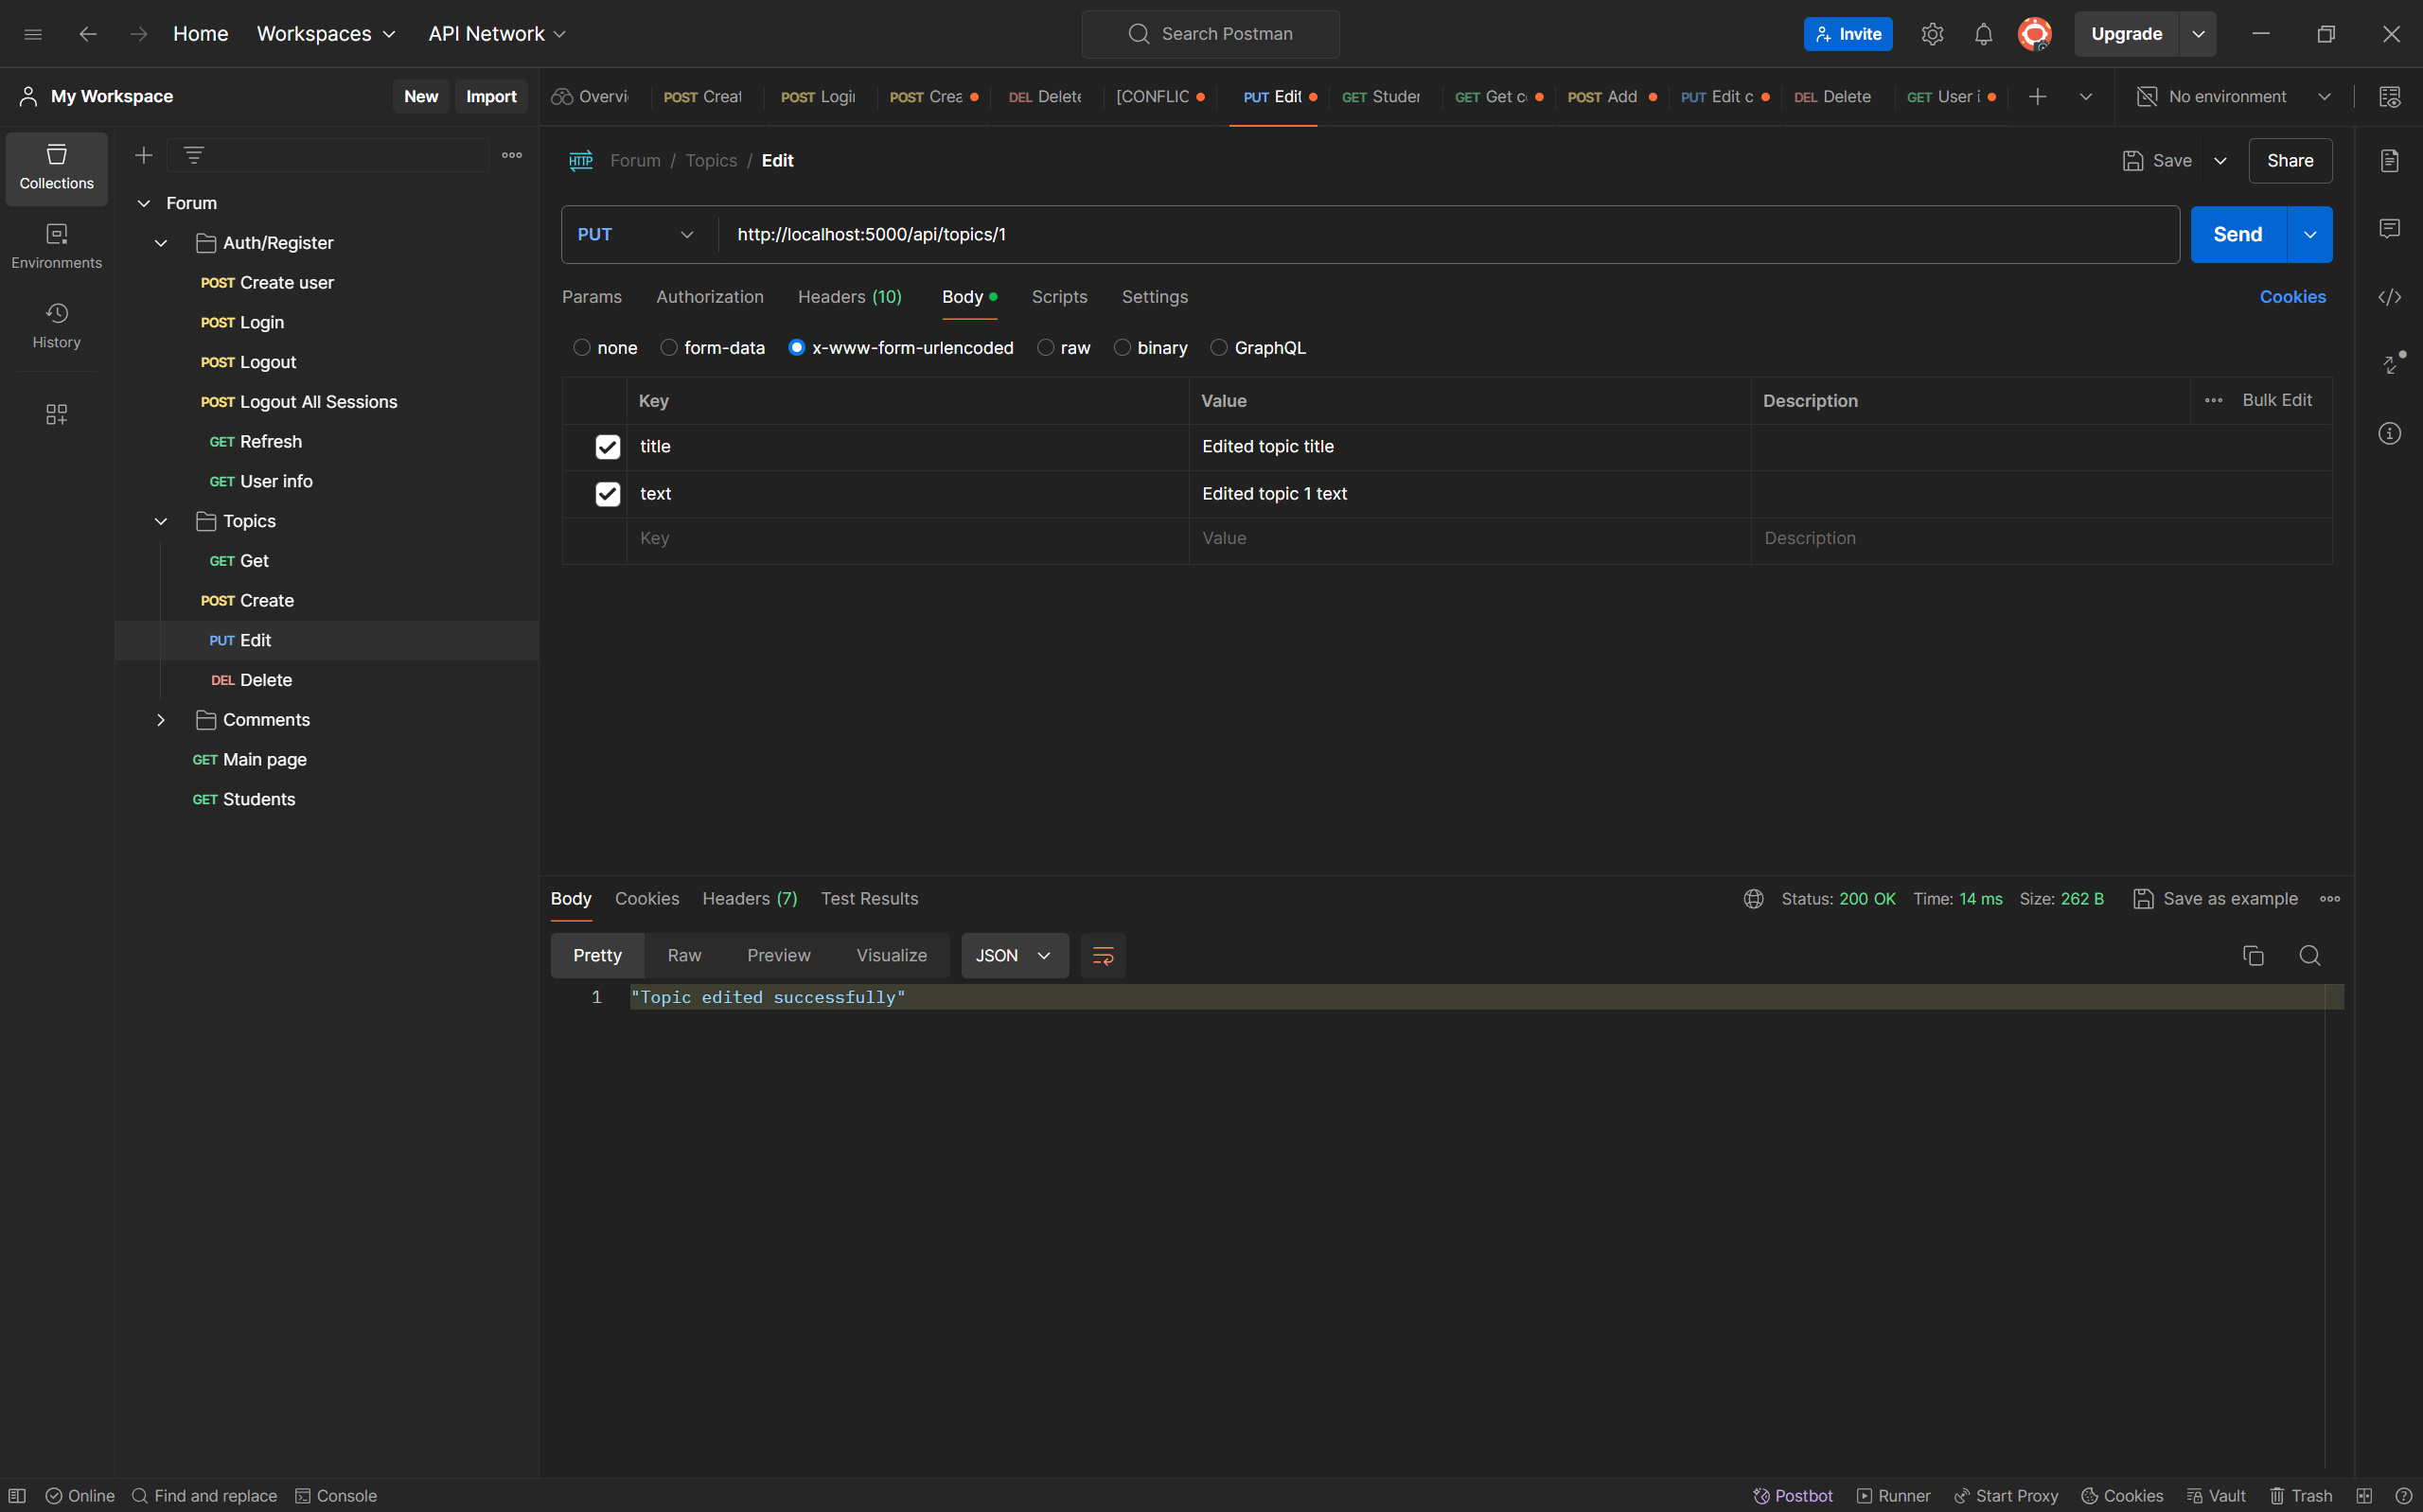 Home Workspaces API Network Search Postman Invite Upgrade
My Workspace New Import Overvi POST Creat POST Logi POST Crea DEL Delete [CONFLIC PUT Edit GET Studer GET Get c POST Add PUT Edit c DEL Delete GET User i No environment
Collections
Environments
History
Forum
Auth/Register
POST Create user
POST Login
POST Logout
POST Logout All Sessions
GET Refresh
GET User info
Topics
GET Get
POST Create
PUT Edit
DEL Delete
Comments
GET Main page
GET Students
HTTP Forum / Topics / Edit Save Share
PUT http://localhost:5000/api/topics/1 Send
Params Authorization Headers (10) Body Scripts Settings Cookies
none form-data x-www-form-urlencoded raw binary GraphQL
Key Value Description Bulk Edit
title Edited topic title
text Edited topic 1 text
Key Value Description
Body Cookies Headers (7) Test Results Status: 200 OK Time: 14 ms Size: 262 B Save as example
Pretty Raw Preview Visualize JSON
1 "Topic edited successfully"
Online Find and replace Console Postbot Runner Start Proxy Cookies Vault Trash